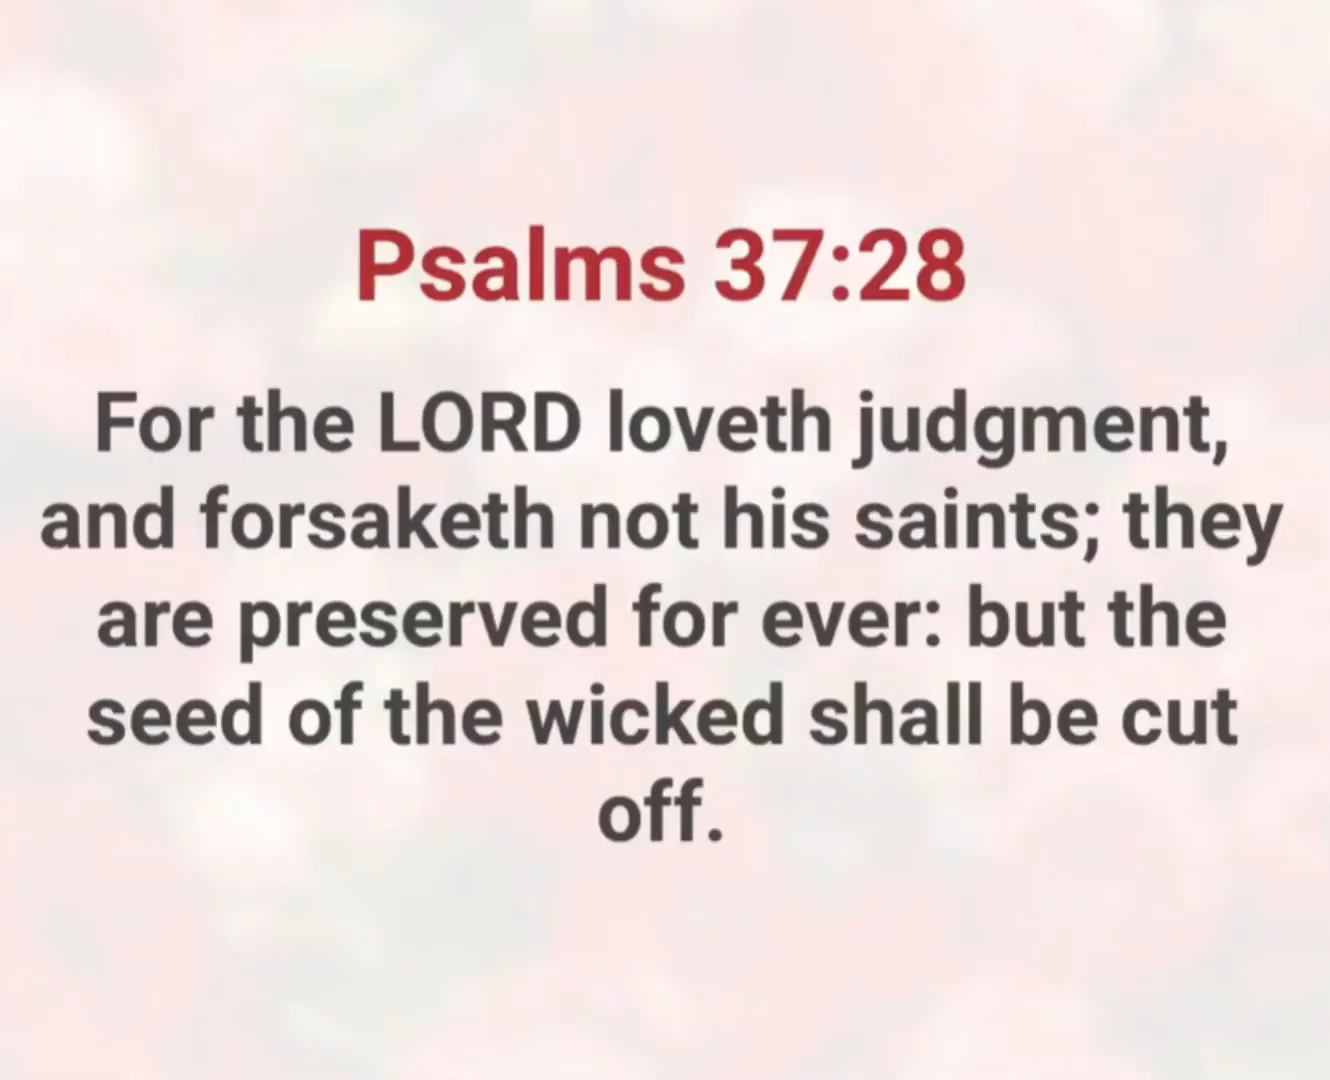 Psalms 37:28
For the LORD loveth judgment,
and forsaketh not his saints; they
are preserved for ever: but the
seed of the wicked shall be cut
off.